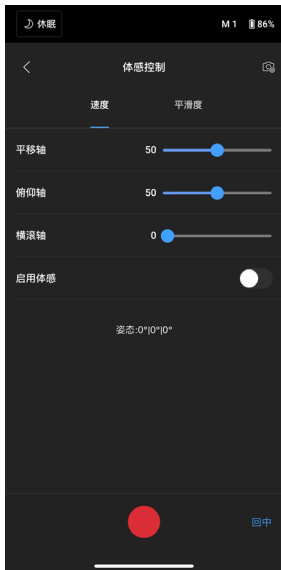 休眠 M 1 86%
体感控制
速度 平滑度
平移轴 50
俯仰轴 50
横滚轴 0
启用体感
姿态:0°|0°|0°
回中